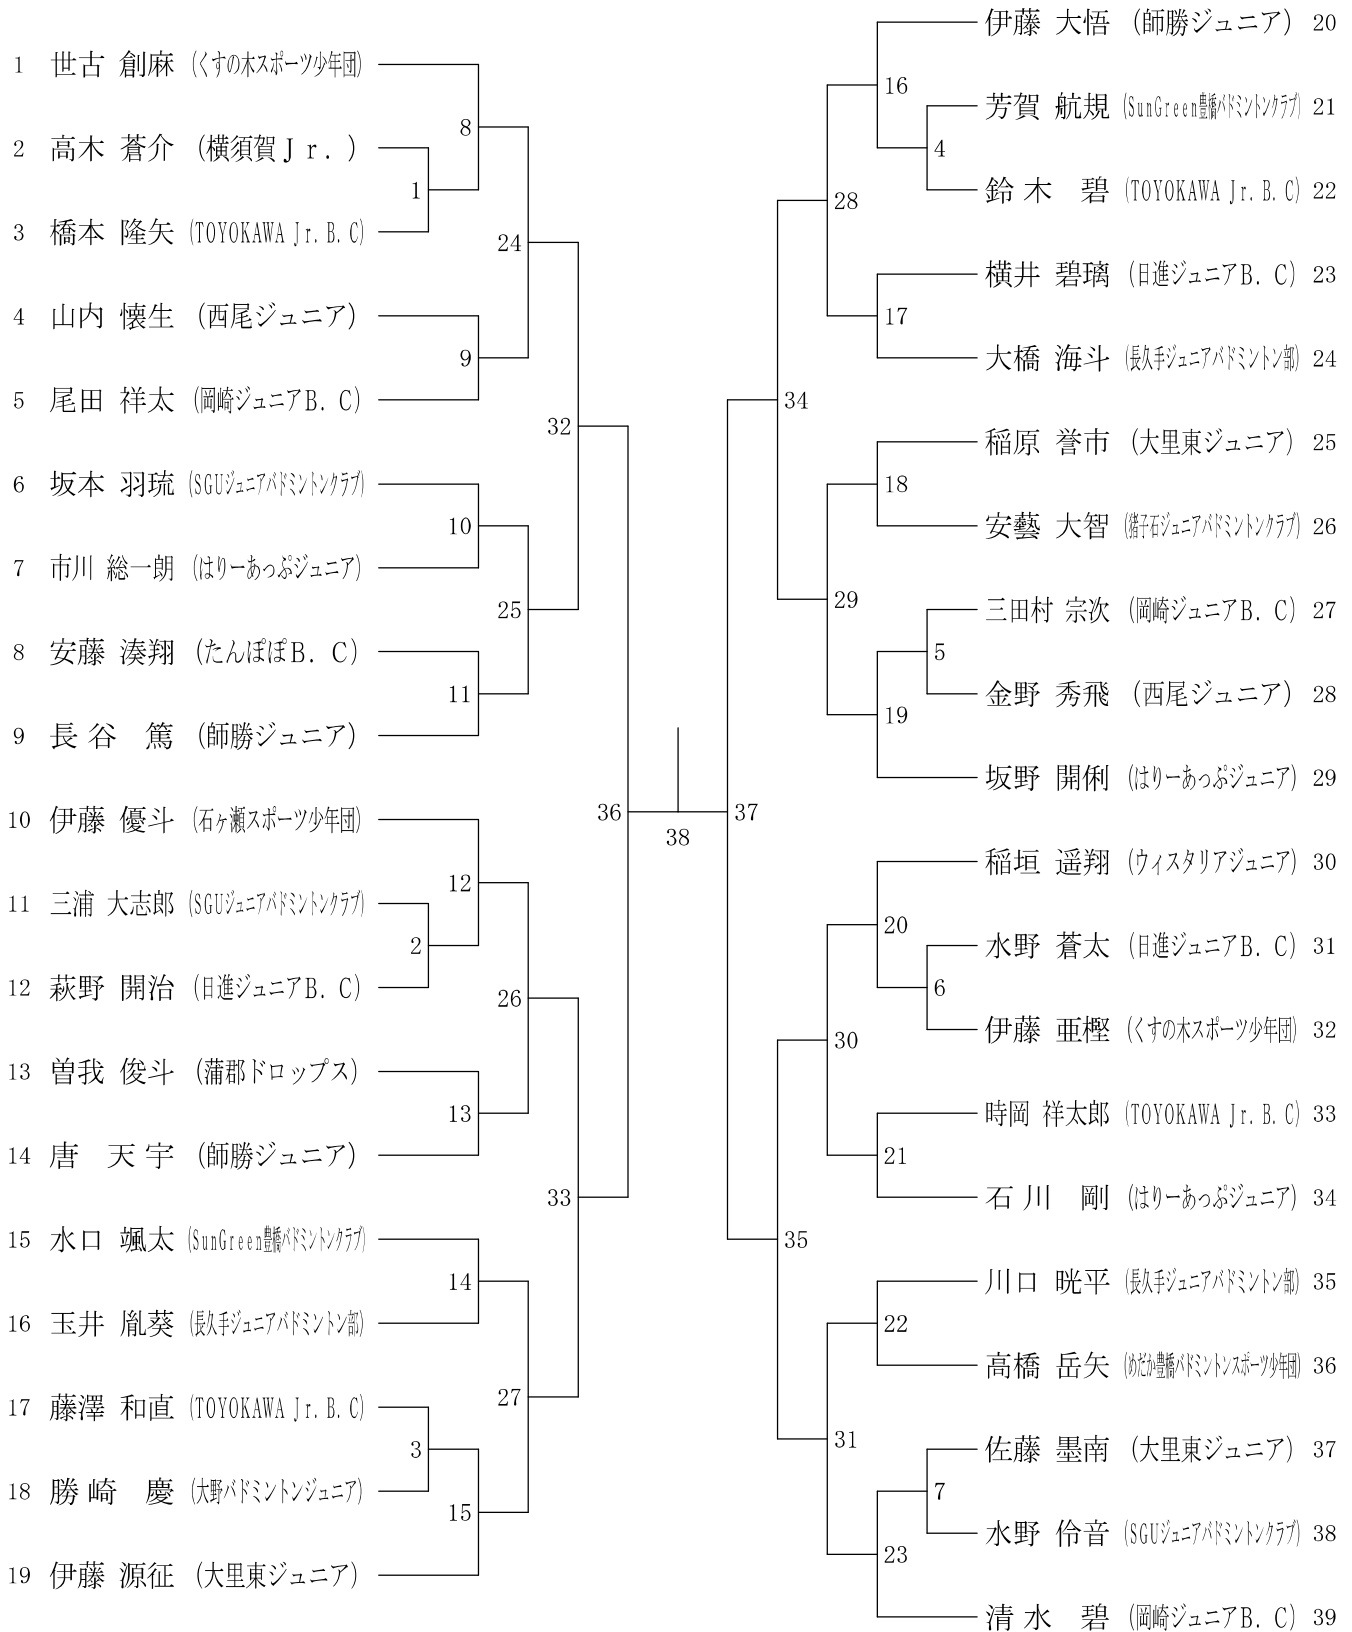 1 世古 創麻 (くすの木スポーツ少年団)
2 高木 蒼介 (横須賀Jr.)
3 橋本 隆矢 (TOYOKAWA Jr.B.C)
4 山内 懐生 (西尾ジュニア)
5 尾田 祥太 (岡崎ジュニアB.C)
6 坂本 羽琉 (SGUジュニアバドミントンクラブ)
7 市川 総一朗 (はりーあっぷジュニア)
8 安藤 湊翔 (たんぽぽB.C)
9 長谷 篤 (師勝ジュニア)
10 伊藤 優斗 (石ヶ瀬スポーツ少年団)
11 三浦 大志郎 (SGUジュニアバドミントンクラブ)
12 萩野 開治 (日進ジュニアB.C)
13 曽我 俊斗 (蒲郡ドロップス)
14 唐 天宇 (師勝ジュニア)
15 水口 颯太 (SunGreen豊橋バドミントンクラブ)
16 玉井 胤葵 (長久手ジュニアバドミントン部)
17 藤澤 和直 (TOYOKAWA Jr.B.C)
18 勝崎 慶 (大野バドミントンジュニア)
19 伊藤 源征 (大里東ジュニア)
1
2
3
8
9
10
11
12
13
14
15
24
25
26
27
32
33
36
38
37
34
35
28
29
30
31
16
17
18
19
20
21
22
23
4
5
6
7
伊藤 大悟 (師勝ジュニア) 20
芳賀 航規 (SunGreen豊橋バドミントンクラブ) 21
鈴木 碧 (TOYOKAWA Jr.B.C) 22
横井 碧璃 (日進ジュニアB.C) 23
大橋 海斗 (長久手ジュニアバドミントン部) 24
稲原 誉市 (大里東ジュニア) 25
安藝 大智 (猪子石ジュニアバドミントンクラブ) 26
三田村 宗次 (岡崎ジュニアB.C) 27
金野 秀飛 (西尾ジュニア) 28
坂野 開俐 (はりーあっぷジュニア) 29
稲垣 遥翔 (ウィスタリアジュニア) 30
水野 蒼太 (日進ジュニアB.C) 31
伊藤 亜樫 (くすの木スポーツ少年団) 32
時岡 祥太郎 (TOYOKAWA Jr.B.C) 33
石川 剛 (はりーあっぷジュニア) 34
川口 晄平 (長久手ジュニアバドミントン部) 35
高橋 岳矢 (めだか豊橋バドミントンスポーツ少年団) 36
佐藤 墨南 (大里東ジュニア) 37
水野 伶音 (SGUジュニアバドミントンクラブ) 38
清水 碧 (岡崎ジュニアB.C) 39